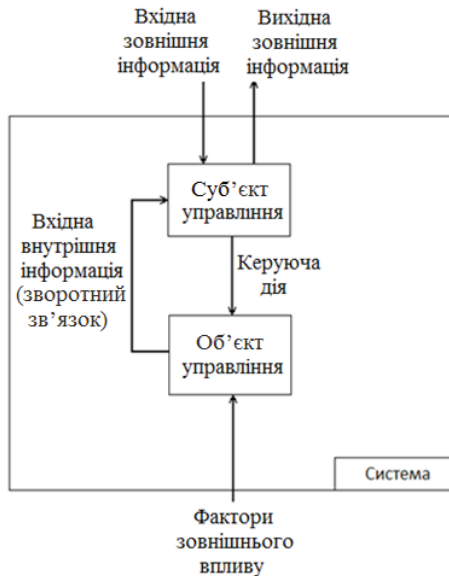 Вхідна
зовнішня
інформація
Вихідна
зовнішня
інформація
Суб’єкт
управління
Вхідна
внутрішня
інформація
(зворотний
зв’язок)
Керуюча
дія
Об’єкт
управління
Система
Фактори
зовнішнього
впливу